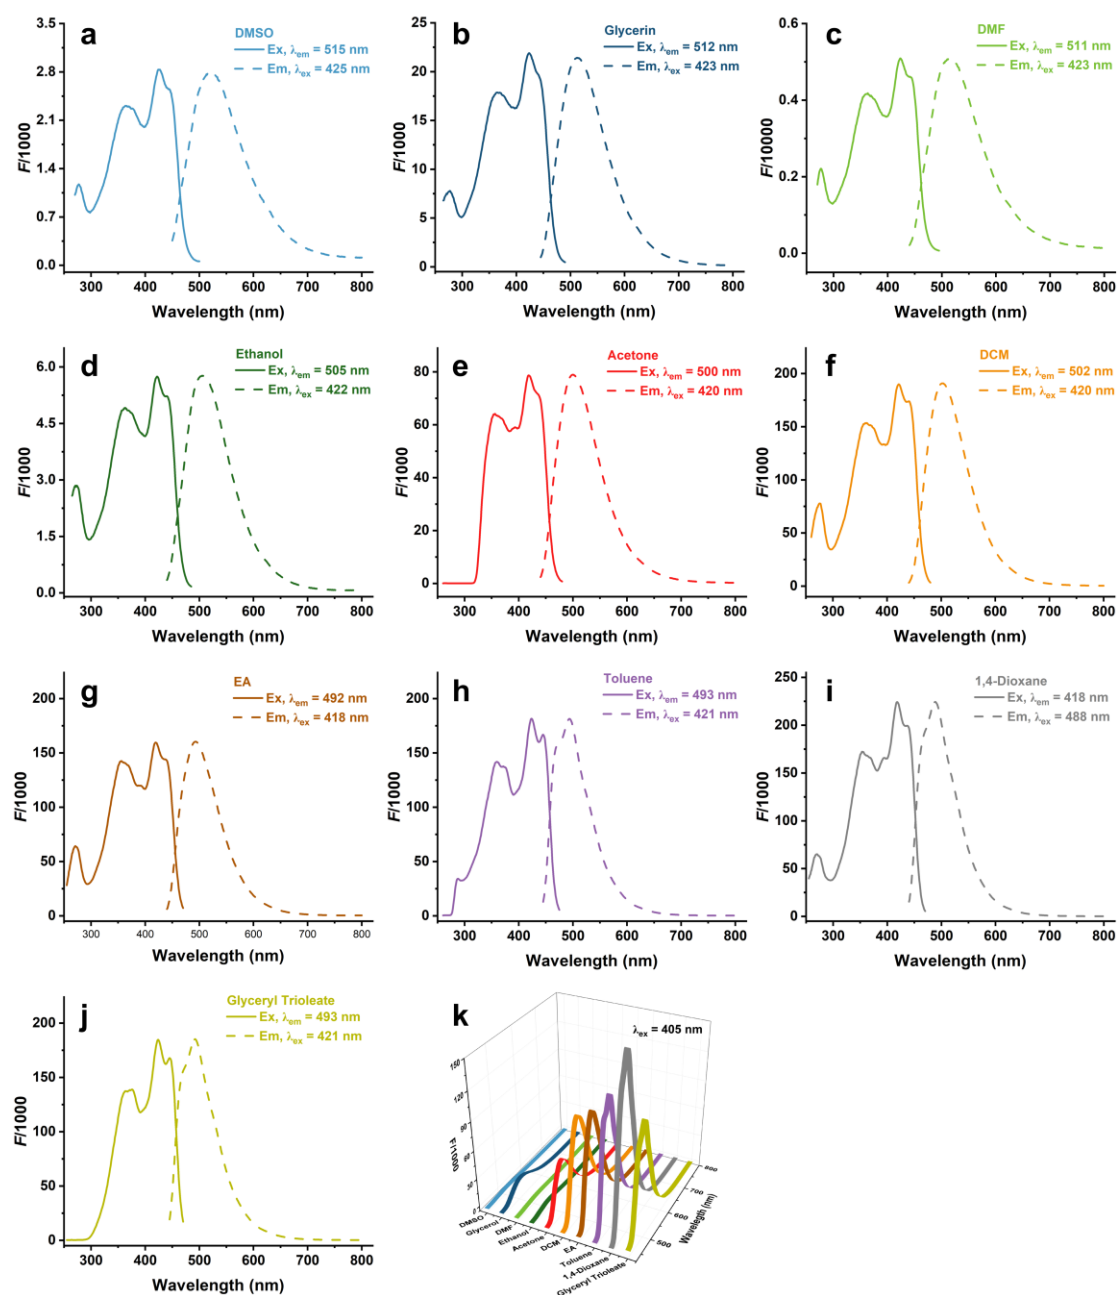 a
DMSO
Ex, λem = 515 nm
Em, λex = 425 nm
F/1000
3.5
2.8
2.1
1.4
0.7
0.0
300 400 500 600 700 800
Wavelength (nm)
b
Glycerin
Ex, λem = 512 nm
Em, λex = 423 nm
F/1000
25
20
15
10
5
0
300 400 500 600 700 800
Wavelength (nm)
c
DMF
Ex, λem = 511 nm
Em, λex = 423 nm
F/10000
0.6
0.4
0.2
0.0
300 400 500 600 700 800
Wavelength (nm)
d
Ethanol
Ex, λem = 505 nm
Em, λex = 422 nm
F/1000
6.0
4.5
3.0
1.5
0.0
300 400 500 600 700 800
Wavelength (nm)
e
Acetone
Ex, λem = 500 nm
Em, λex = 420 nm
F/1000
80
60
40
20
0
300 400 500 600 700 800
Wavelength (nm)
f
DCM
Ex, λem = 502 nm
Em, λex = 420 nm
F/1000
200
150
100
50
0
300 400 500 600 700 800
Wavelength (nm)
g
EA
Ex, λem = 492 nm
Em, λex = 418 nm
F/1000
200
150
100
50
0
300 400 500 600 700 800
Wavelength (nm)
h
Toluene
Ex, λem = 493 nm
Em, λex = 421 nm
F/1000
200
150
100
50
0
300 400 500 600 700 800
Wavelength (nm)
i
1,4-Dioxane
Ex, λem = 418 nm
Em, λex = 488 nm
F/1000
250
225
200
175
150
125
100
75
50
25
0
300 400 500 600 700 800
Wavelength (nm)
j
Glyceryl Trioleate
Ex, λem = 493 nm
Em, λex = 421 nm
F/1000
200
150
100
50
0
300 400 500 600 700 800
Wavelength (nm)
k
λex = 405 nm
F/1000
150
120
90
60
30
0
DMSO
Glycerol
DMF
Ethanol
Acetone
DCM
EA
Toluene
1,4-Dioxane
Glyceryl Trioleate
500
600
700
800
Wavelegth (nm)